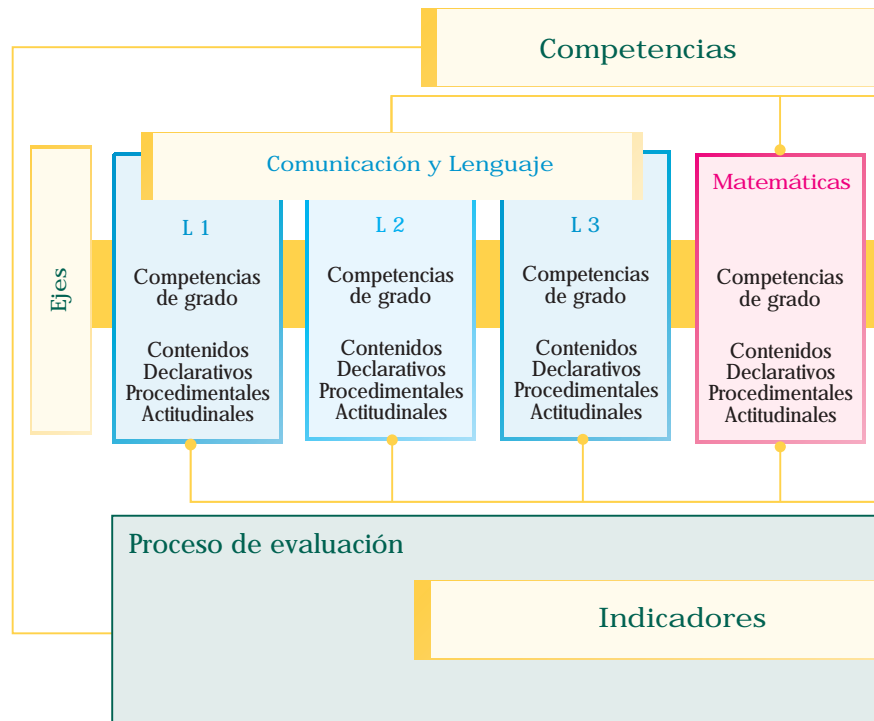 Competencias
Comunicación y Lenguaje
Ejes
L 1
Competencias
de grado
Contenidos
Declarativos
Procedimentales
Actitudinales
L 2
Competencias
de grado
Contenidos
Declarativos
Procedimentales
Actitudinales
L 3
Competencias
de grado
Contenidos
Declarativos
Procedimentales
Actitudinales
Matemáticas
Competencias
de grado
Contenidos
Declarativos
Procedimentales
Actitudinales
Proceso de evaluación
Indicadores